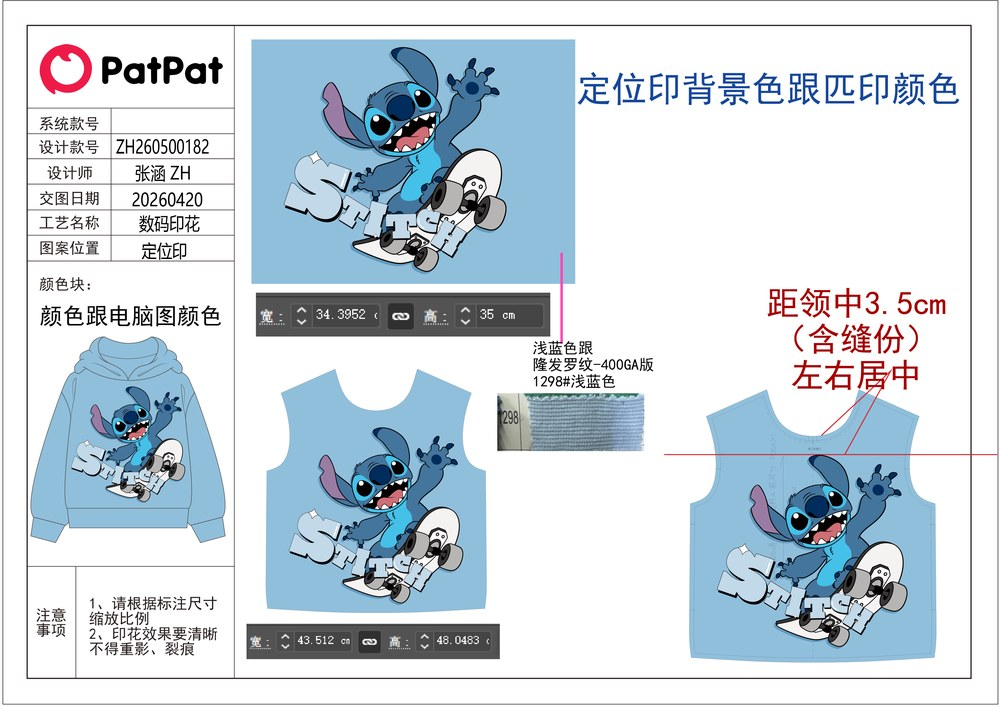 PatPat
系统款号
设计款号 ZH260500182
设计师 张涵 ZH
交图日期 20260420
工艺名称 数码印花
图案位置 定位印
颜色块：
颜色跟电脑图颜色
STITCH
注意
事项
1、请根据标注尺寸
缩放比例
2、印花效果要清晰
不得重影、裂痕
STITCH
定位印背景色跟匹印颜色
宽： 34.3952 高： 35 cm
浅蓝色跟
隆发罗纹-400GA版
1298#浅蓝色
1298
STITCH
宽： 43.512 cm 高： 48.0483
距领中3.5cm
（含缝份）
左右居中
STITCH